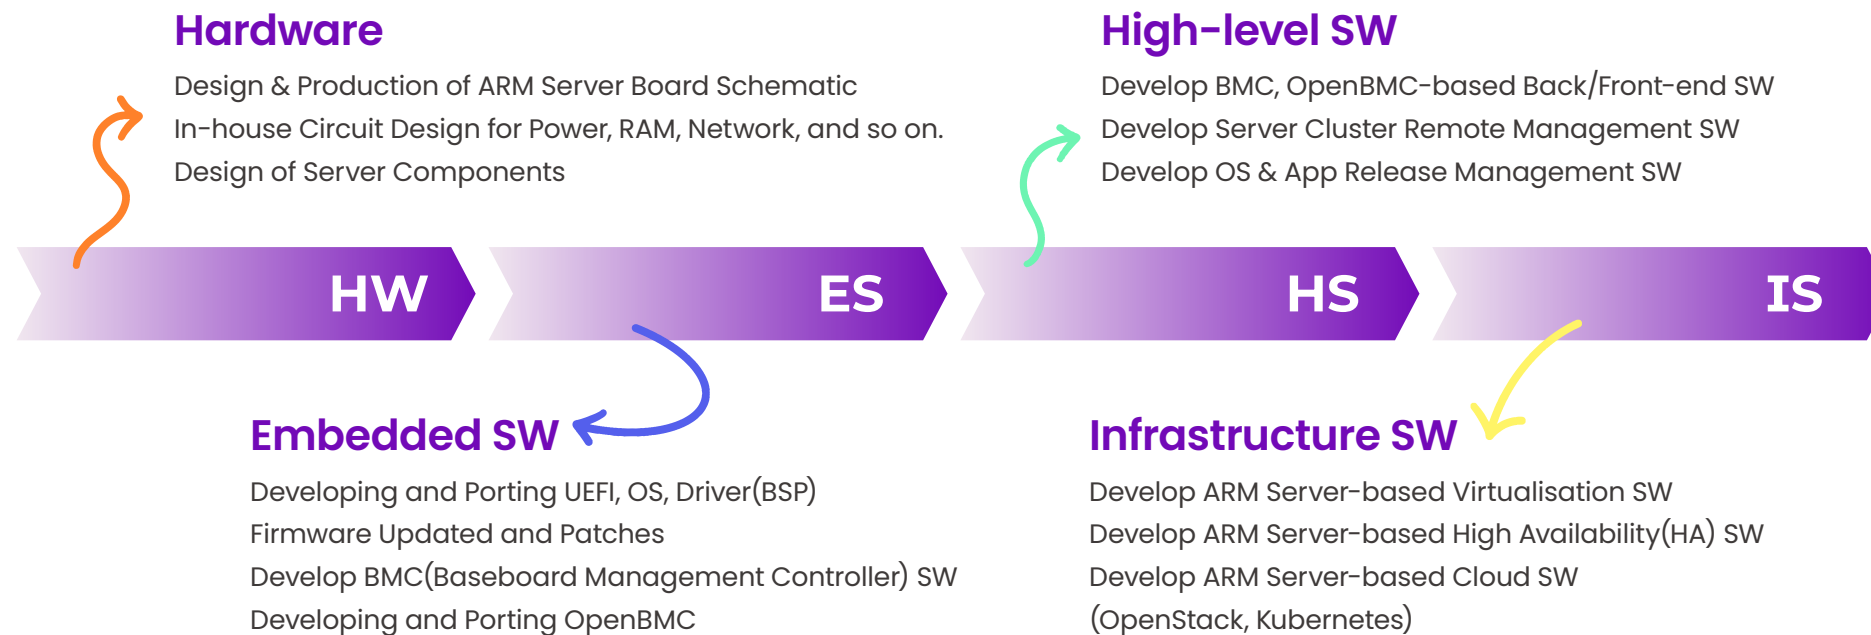 Hardware
Design & Production of ARM Server Board Schematic
In-house Circuit Design for Power, RAM, Network, and so on.
Design of Server Components
High-level SW
Develop BMC, OpenBMC-based Back/Front-end SW
Develop Server Cluster Remote Management SW
Develop OS & App Release Management SW
HW
ES
HS
IS
Embedded SW
Developing and Porting UEFI, OS, Driver(BSP)
Firmware Updated and Patches
Develop BMC(Baseboard Management Controller) SW
Developing and Porting OpenBMC
Infrastructure SW
Develop ARM Server-based Virtualisation SW
Develop ARM Server-based High Availability(HA) SW
Develop ARM Server-based Cloud SW
(OpenStack, Kubernetes)